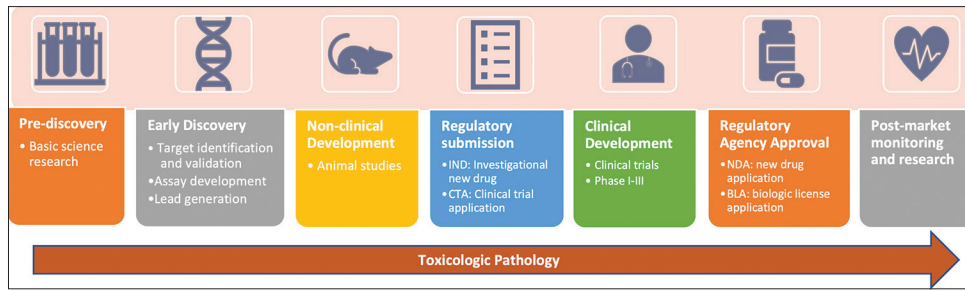 Pre-discovery
• Basic science
research
Early Discovery
• Target identification
and validation
•Assay development
•Lead generation
Non-clinical
Development
• Animal studies
Regulatory
submission
•IND: Investigational
new drug
•CTA: Clinical trial
application
Clinical
Development
• Clinical trials
• Phase I-III
Regulatory
Agency Approval
•NDA: new drug
application
•BLA: biologic license
application
Post-market
monitoring
and research
Toxicologic Pathology